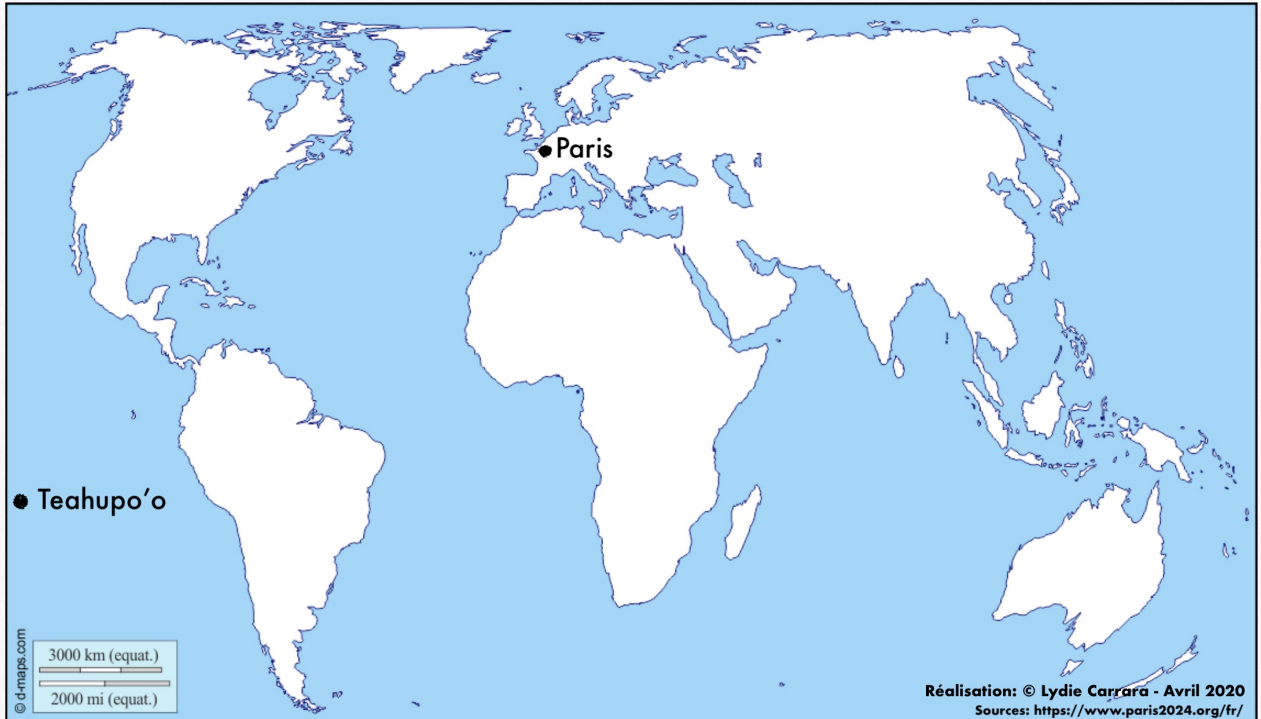 Paris
Teahupo’o
© d-maps.com
3000 km (equat.)
2000 mi (equat.)
Réalisation: © Lydie Carrara - Avril 2020
Sources: https://www.paris2024.org/fr/